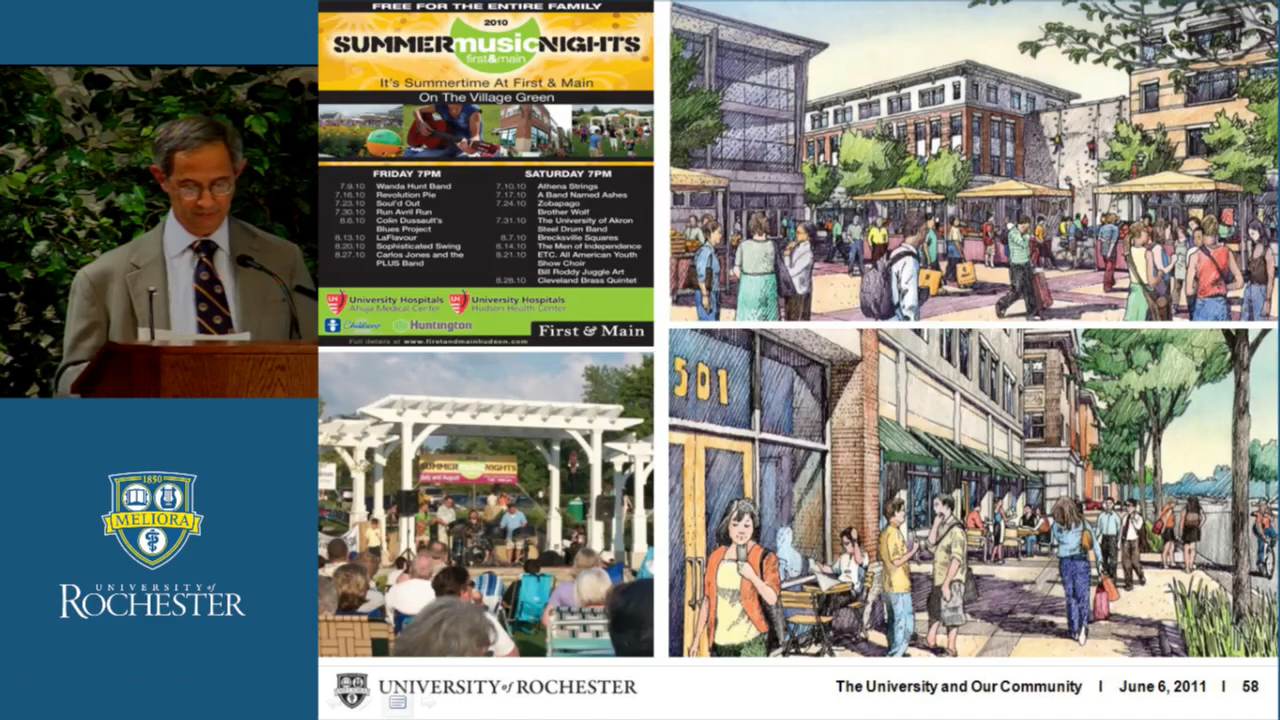 FREE FOR THE ENTIRE FAMILY
2010
SUMMER music NIGHTS
first&main
It's Summertime At First & Main
On The Village Green
FRIDAY 7PM
7.9.10 Wanda Hunt Band
7.16.10 Revolution Pie
7.23.10 Soul'd Out
7.30.10 Run Avril Run
8.6.10 Colin Dussault's
Blues Project
8.13.10 LaFlavour
8.20.10 Sophisticated Swing
8.27.10 Carlos Jones and the
PLUS Band
SATURDAY 7PM
7.10.10 Athena Strings
7.17.10 A Band Named Ashes
7.24.10 Zobapago
Brother Wolf
7.31.10 The University of Akron
Steel Drum Band
8.7.10 Brecksville Squares
8.14.10 The Men of Independence
8.21.10 ETC. All American Youth
Show Choir
Bill Roddy Juggle Art
8.28.10 Cleveland Brass Quintet
University Hospitals
Ahuja Medical Center
University Hospitals
Hudson Health Center
Huntington
First & Main
Full details at www.firstandmainhudson.com
SUMMER NIGHTS
501
1850
MELIORA
UNIVERSITY of
ROCHESTER
UNIVERSITY of ROCHESTER
The University and Our Community I June 6, 2011 I 58